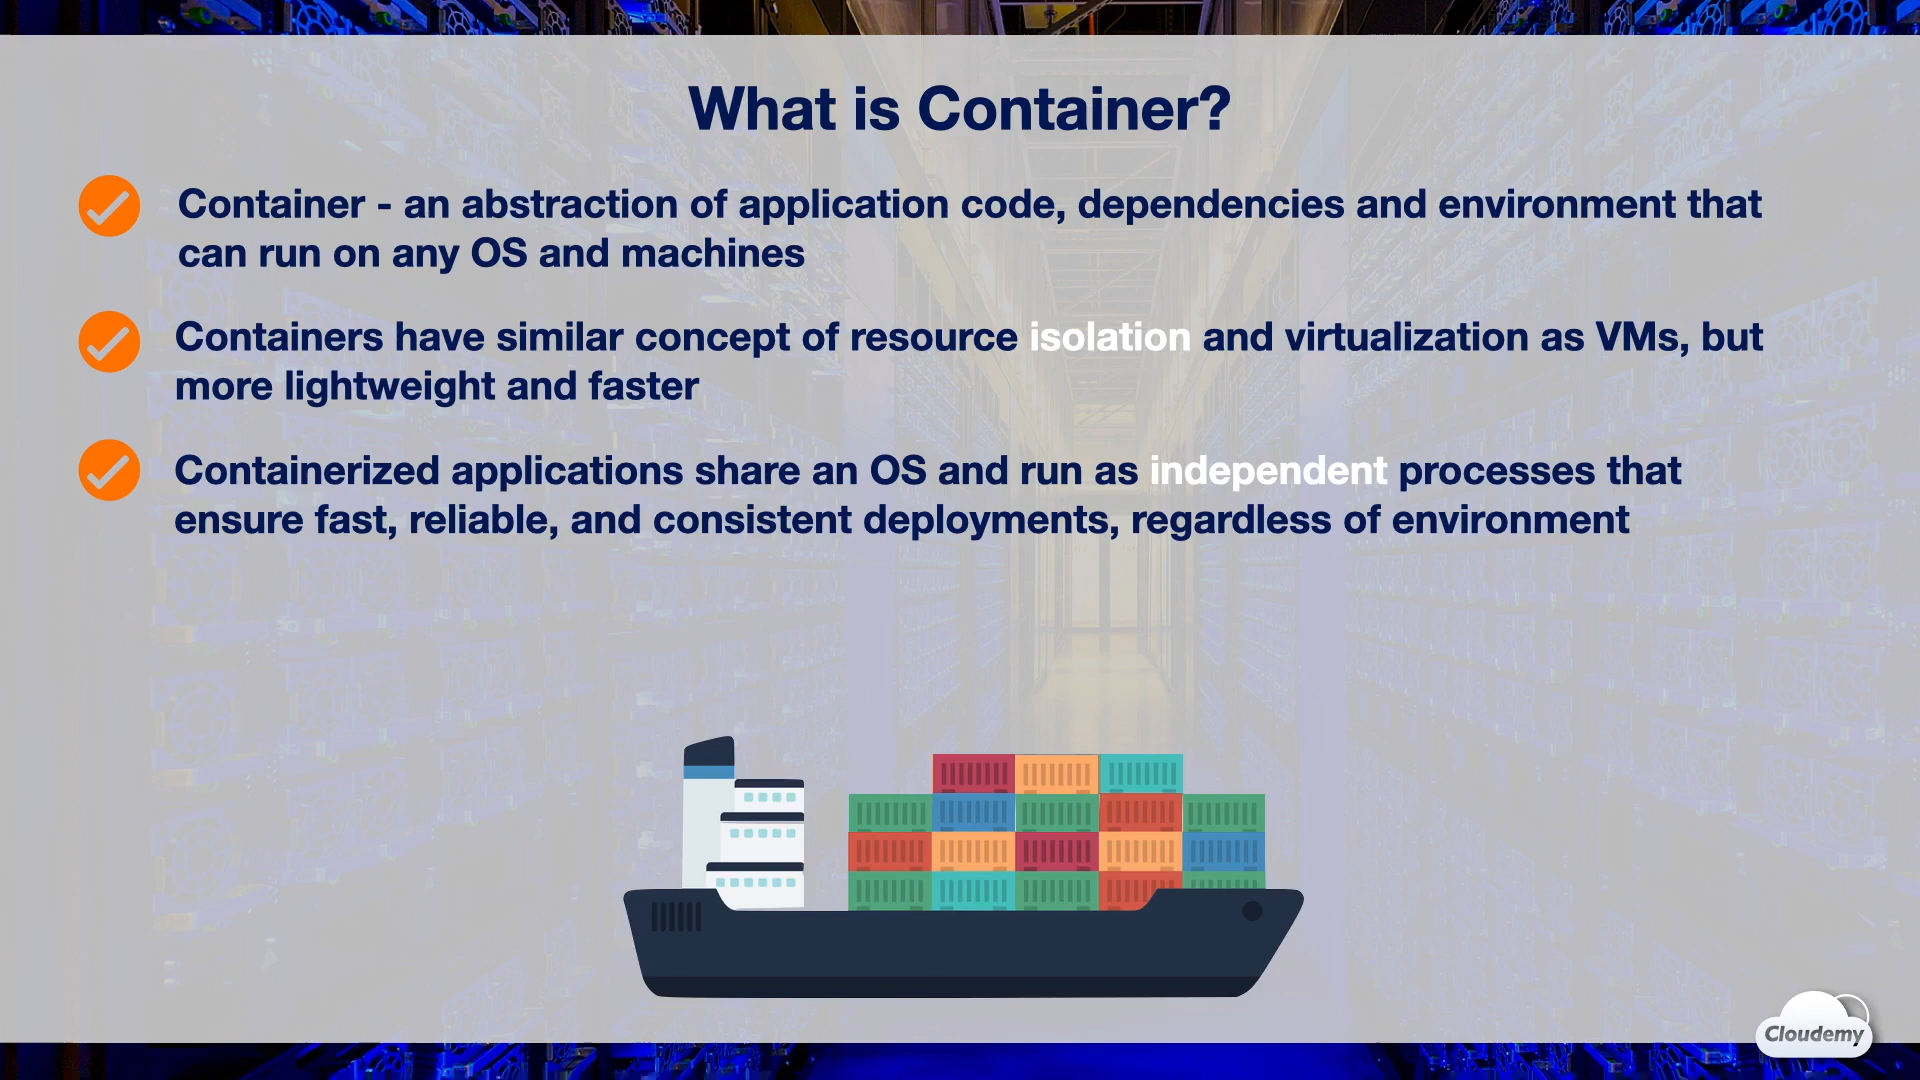 What is Container?
Container - an abstraction of application code, dependencies and environment that
can run on any OS and machines
Containers have similar concept of resource isolation and virtualization as VMs, but
more lightweight and faster
Containerized applications share an OS and run as independent processes that
ensure fast, reliable, and consistent deployments, regardless of environment
Cloudemy